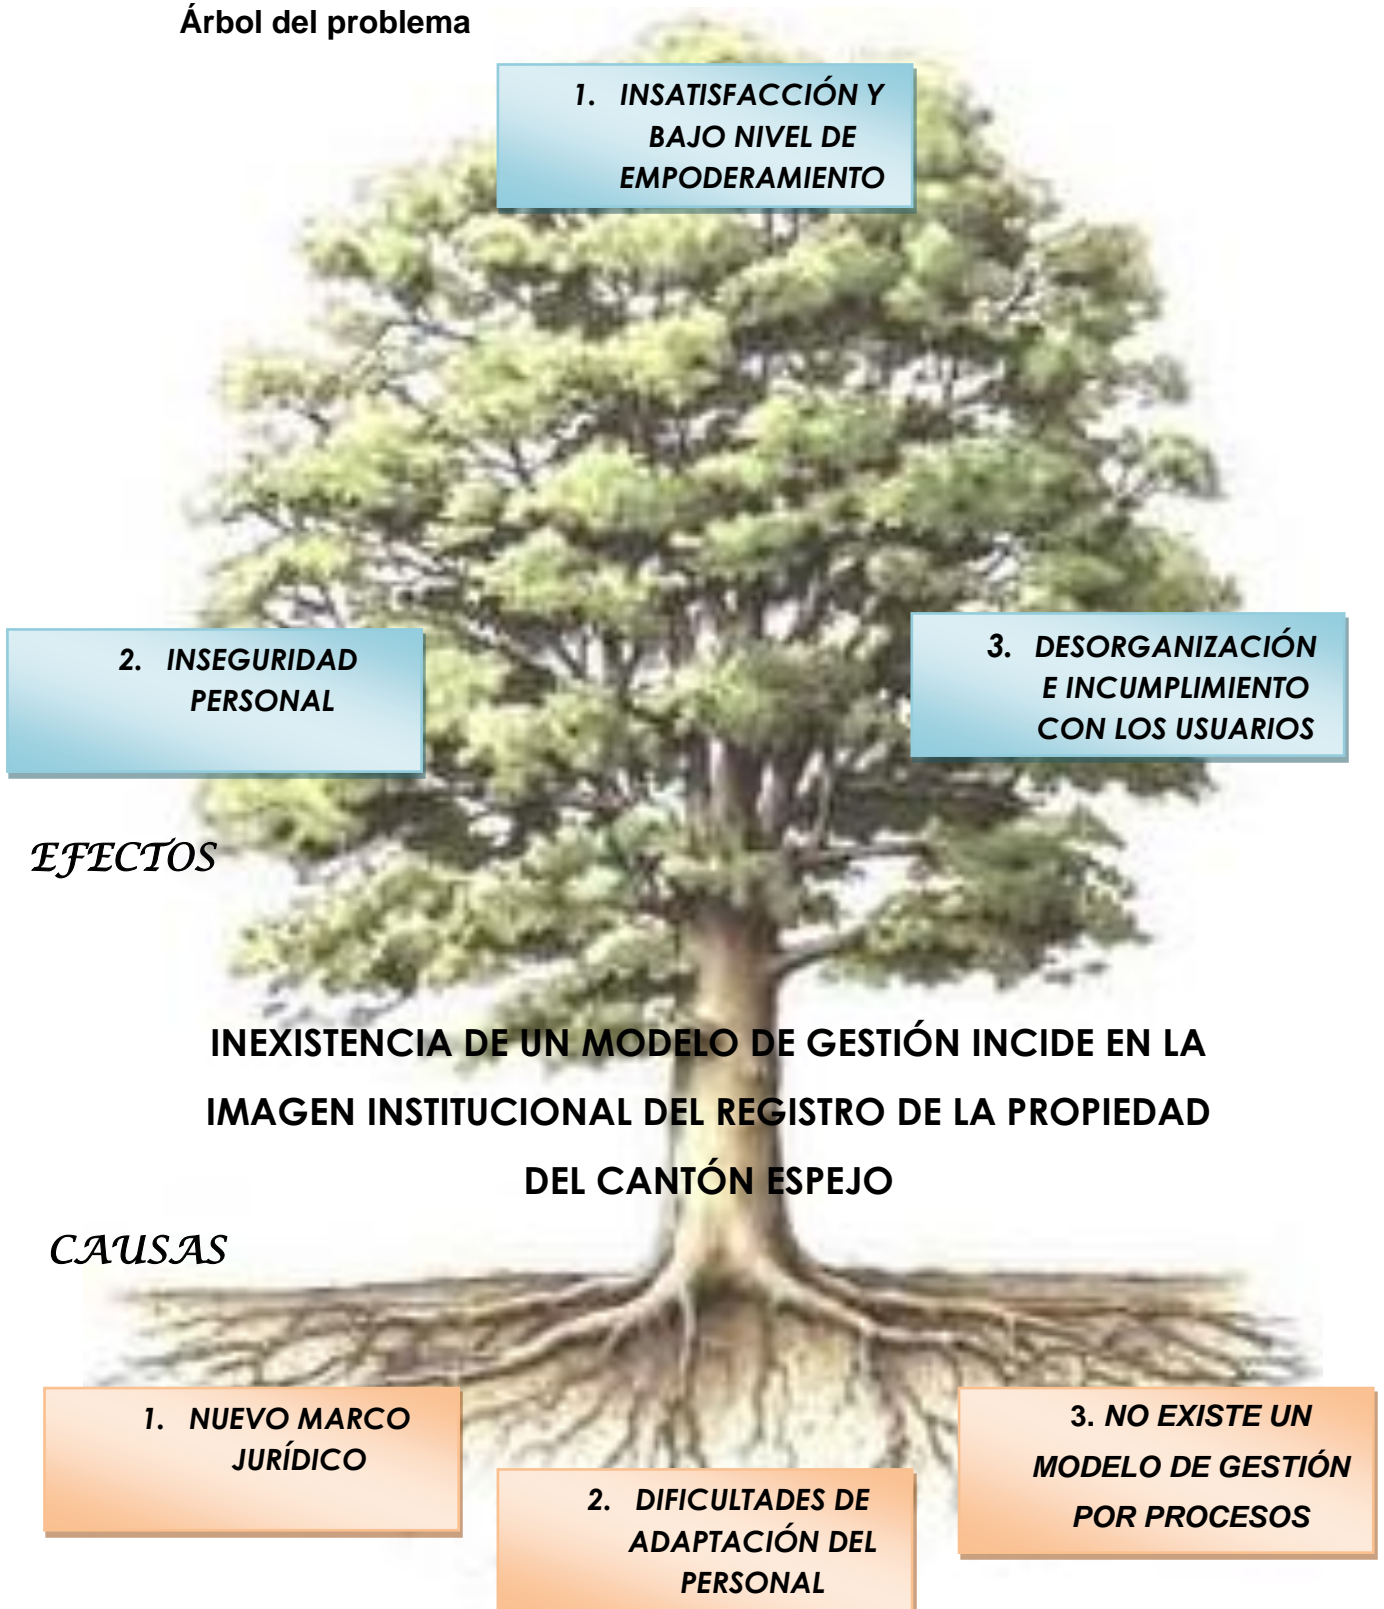 Árbol del problema
1. INSATISFACCIÓN Y
BAJO NIVEL DE
EMPODERAMIENTO
2. INSEGURIDAD
PERSONAL
3. DESORGANIZACIÓN
E INCUMPLIMIENTO
CON LOS USUARIOS
EFECTOS
INEXISTENCIA DE UN MODELO DE GESTIÓN INCIDE EN LA
IMAGEN INSTITUCIONAL DEL REGISTRO DE LA PROPIEDAD
DEL CANTÓN ESPEJO
CAUSAS
1. NUEVO MARCO
JURÍDICO
2. DIFICULTADES DE
ADAPTACIÓN DEL
PERSONAL
3. NO EXISTE UN
MODELO DE GESTIÓN
POR PROCESOS